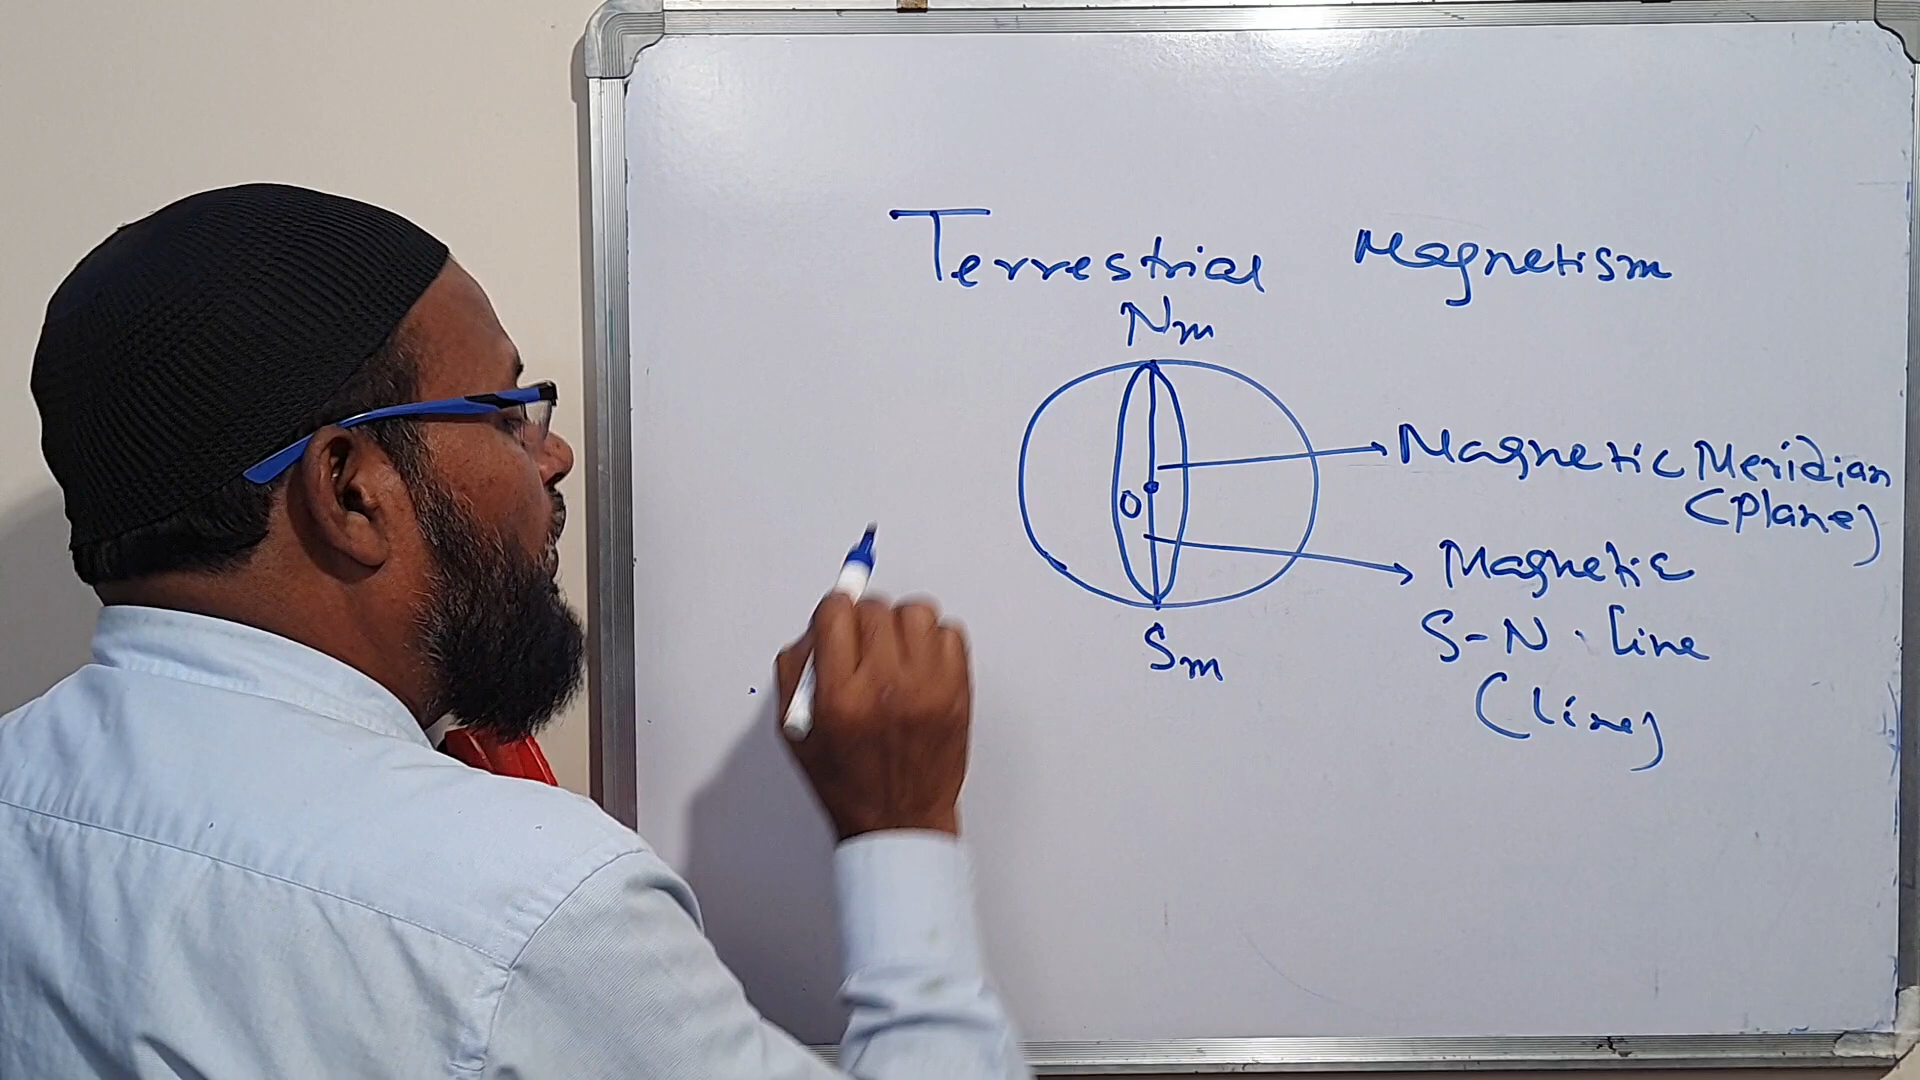 Terrestrial Magnetism
Nm
Magnetic Meridian
(Plane)
O
Magnetic
S-N. line
(line)
Sm